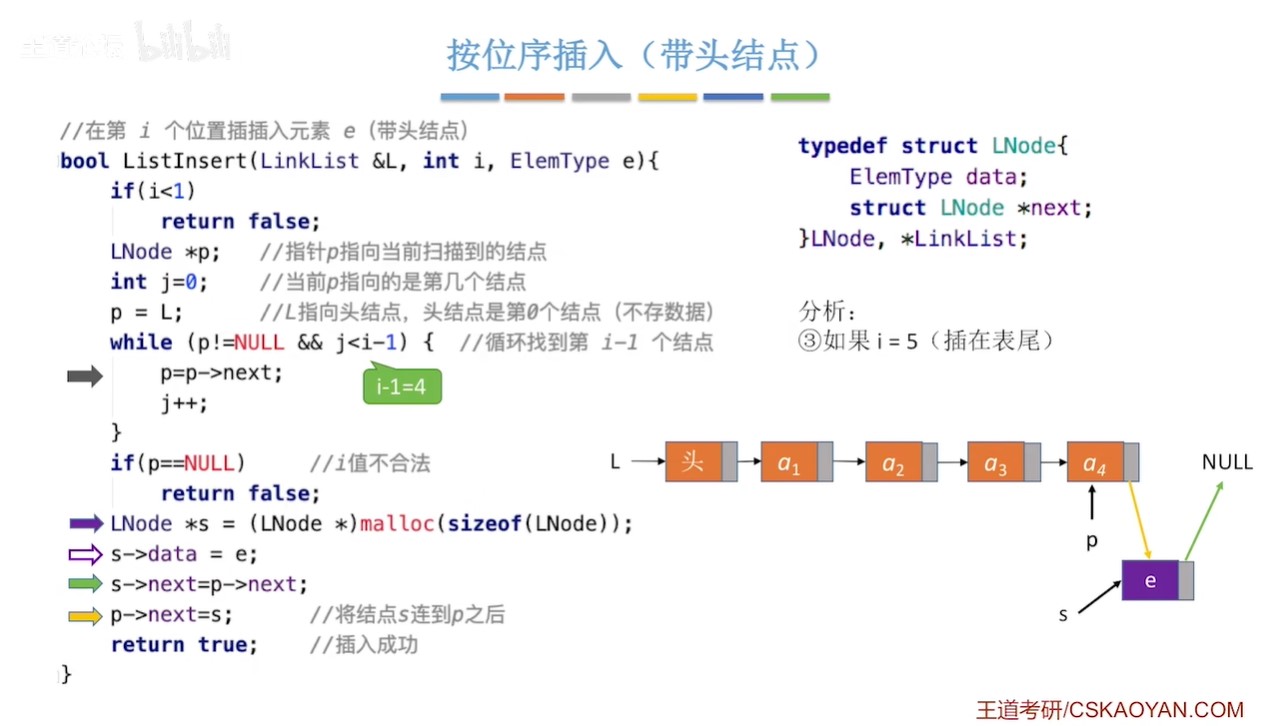 bilibili
按位序插入（带头结点）
//在第 i 个位置插插入元素 e（带头结点）
bool ListInsert(LinkList &L, int i, ElemType e){
if(i<1)
return false;
LNode *p; //指针p指向当前扫描到的结点
int j=0; //当前p指向的是第几个结点
p = L; //L指向头结点，头结点是第0个结点（不存数据）
while (p!=NULL && j<i-1) { //循环找到第 i-1 个结点
p=p->next;
i-1=4
j++;
}
if(p==NULL) //i值不合法
return false;
LNode *s = (LNode *)malloc(sizeof(LNode));
s->data = e;
s->next=p->next;
p->next=s; //将结点s连到p之后
return true; //插入成功
}
typedef struct LNode{
ElemType data;
struct LNode *next;
}LNode, *LinkList;
分析：
③如果 i = 5（插在表尾）
L 头 a1 a2 a3 a4 NULL
p
e
s
王道考研/CSKAOYAN.COM